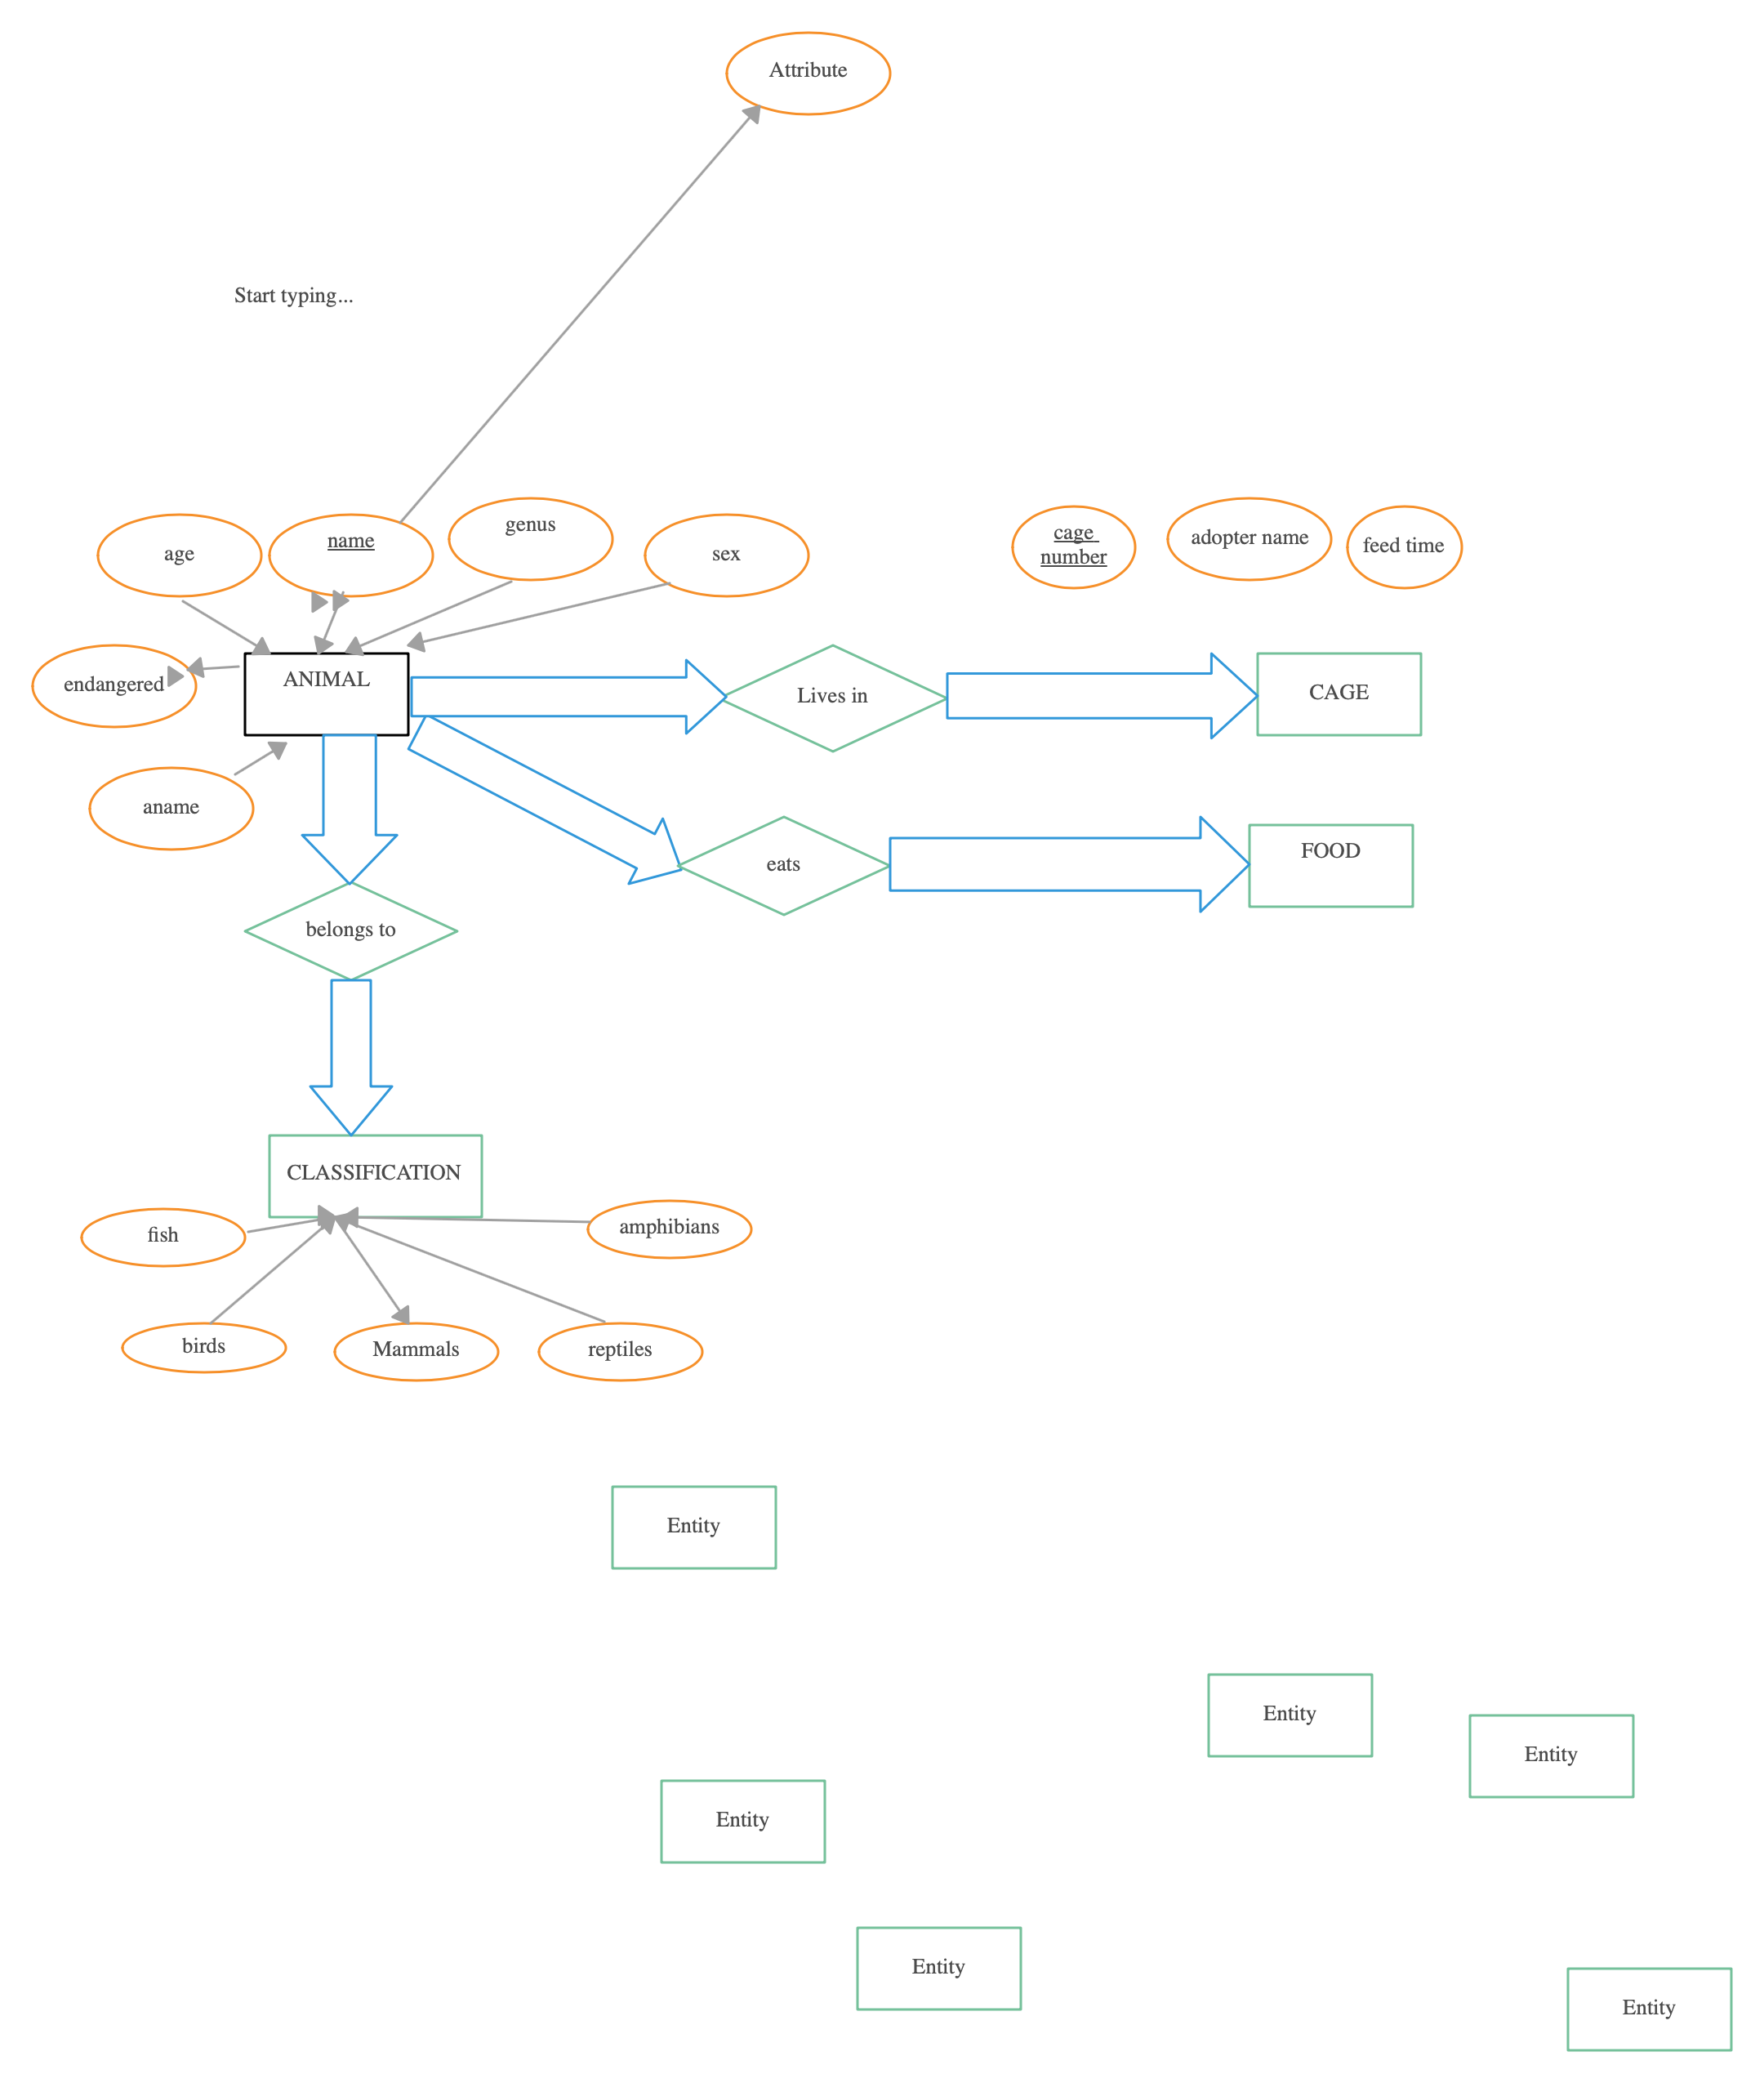 Attribute
Start typing...
age
name
genus
sex
cage
number
adopter name
feed time
endangered
ANIMAL
Lives in
CAGE
aname
eats
FOOD
belongs to
CLASSIFICATION
fish
amphibians
birds
Mammals
reptiles
Entity
Entity
Entity
Entity
Entity
Entity